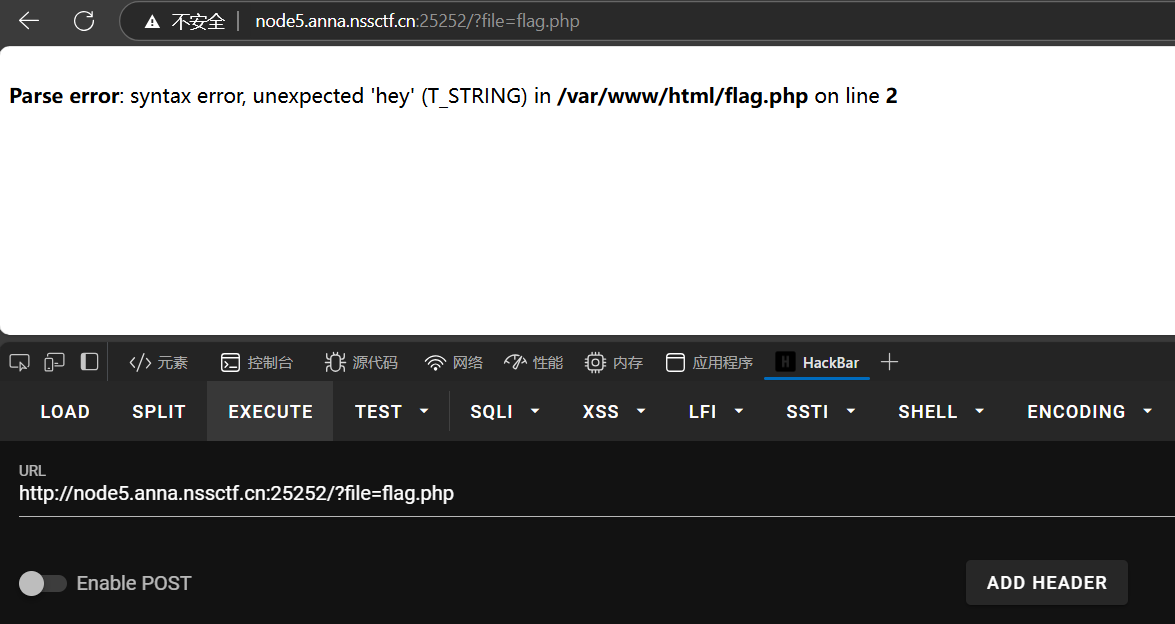 不安全 node5.anna.nssctf.cn:25252/?file=flag.php
Parse error: syntax error, unexpected 'hey' (T_STRING) in /var/www/html/flag.php on line 2
元素 控制台 源代码 网络 性能 内存 应用程序 H HackBar
LOAD SPLIT EXECUTE TEST SQLI XSS LFI SSTI SHELL ENCODING
URL
http://node5.anna.nssctf.cn:25252/?file=flag.php
Enable POST ADD HEADER